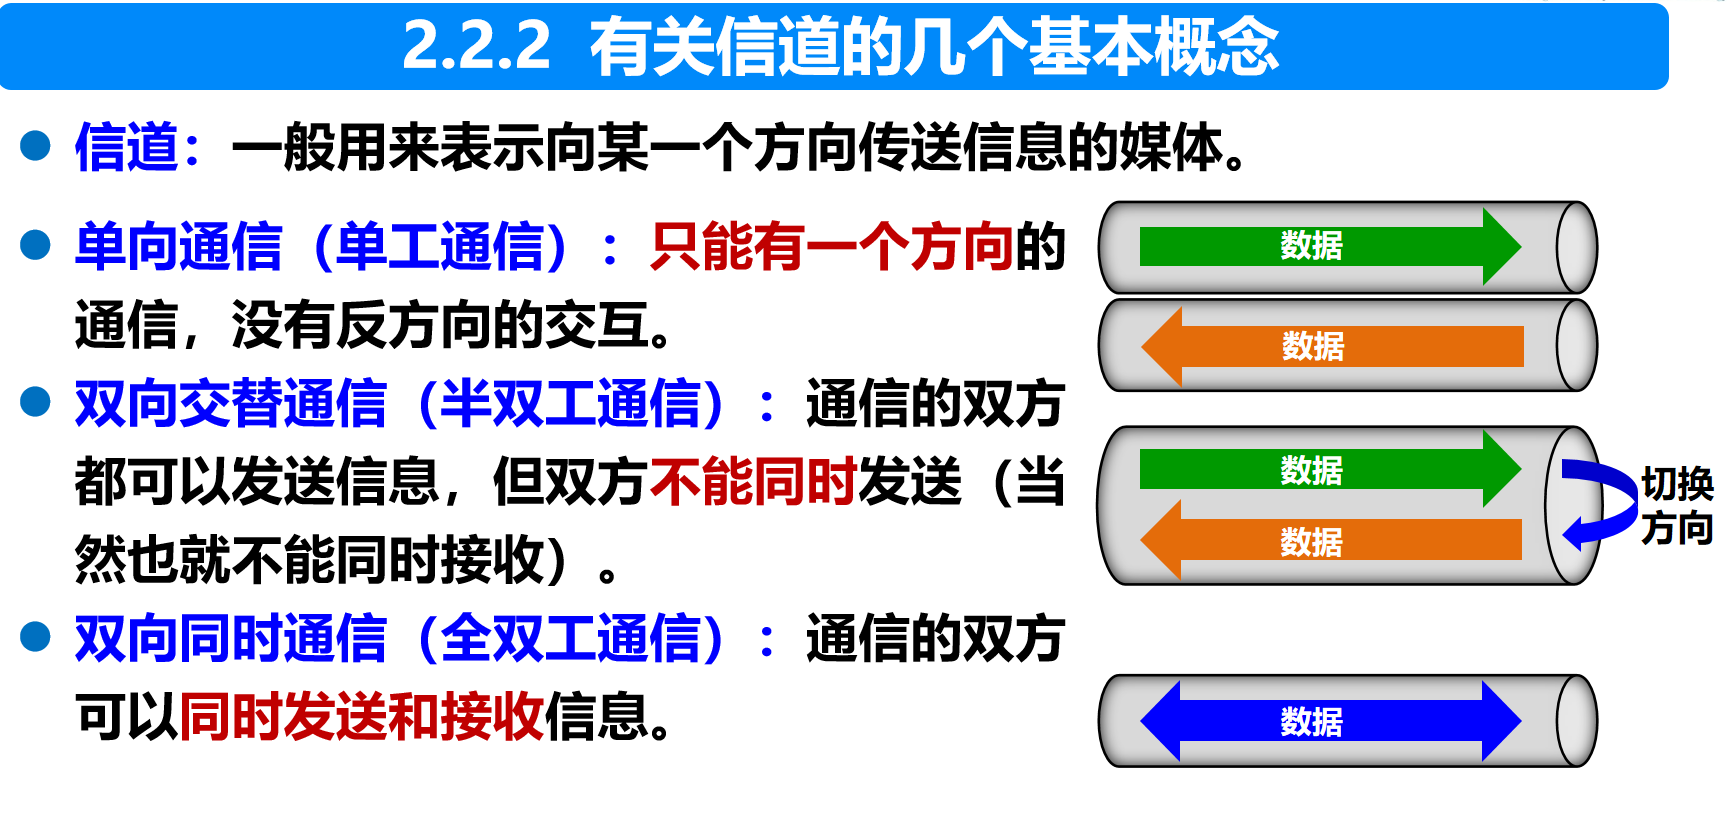 2.2.2 有关信道的几个基本概念
信道：一般用来表示向某一个方向传送信息的媒体。
单向通信（单工通信）：只能有一个方向的
通信，没有反方向的交互。
双向交替通信（半双工通信）：通信的双方
都可以发送信息，但双方不能同时发送（当
然也就不能同时接收）。
双向同时通信（全双工通信）：通信的双方
可以同时发送和接收信息。
数据
数据
数据
数据
切换
方向
数据